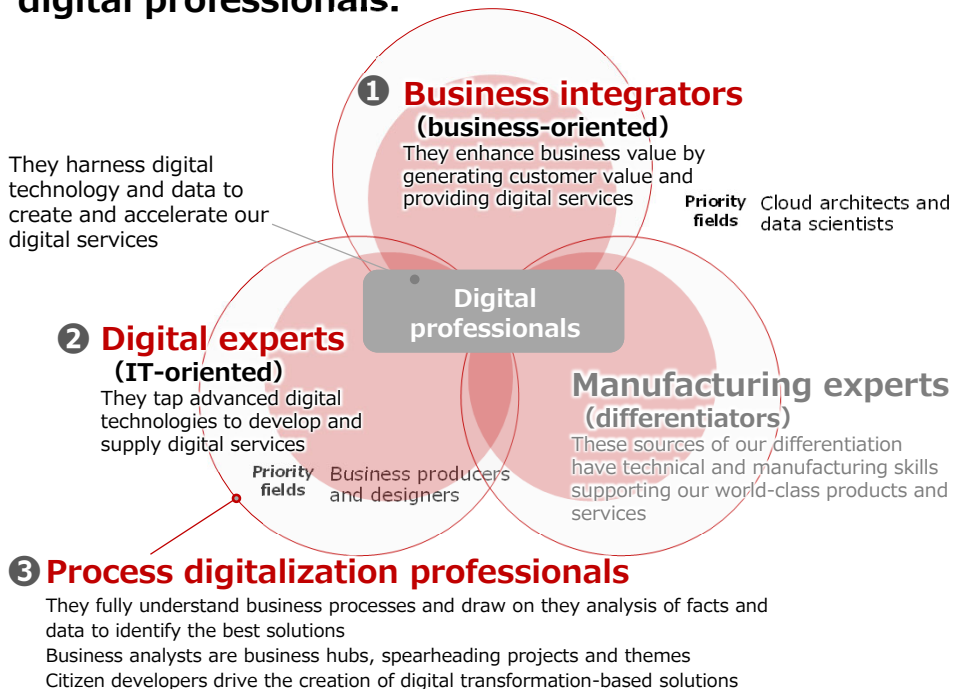 digital professionals.
❶ Business integrators
（business-oriented）
They enhance business value by
generating customer value and
providing digital services
Priority
fields
Cloud architects and
data scientists
They harness digital
technology and data to
create and accelerate our
digital services
Digital
professionals
❷ Digital experts
（IT-oriented）
They tap advanced digital
technologies to develop and
supply digital services
Priority
fields
Business producers
and designers
Manufacturing experts
（differentiators）
These sources of our differentiation
have technical and manufacturing skills
supporting our world-class products and
services
❸ Process digitalization professionals
They fully understand business processes and draw on they analysis of facts and
data to identify the best solutions
Business analysts are business hubs, spearheading projects and themes
Citizen developers drive the creation of digital transformation-based solutions